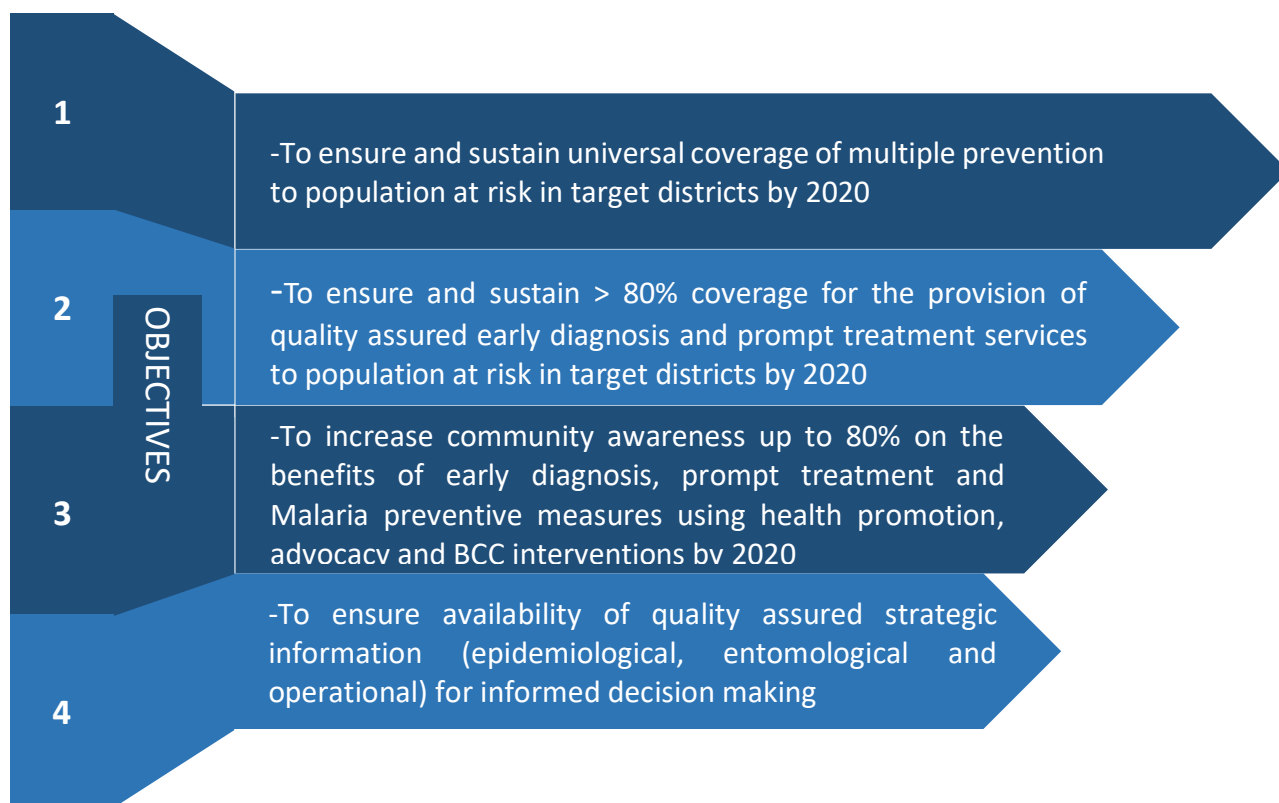 1
-To ensure and sustain universal coverage of multiple prevention
to population at risk in target districts by 2020
2
-To ensure and sustain > 80% coverage for the provision of
quality assured early diagnosis and prompt treatment services
to population at risk in target districts by 2020
OBJECTIVES
3
-To increase community awareness up to 80% on the
benefits of early diagnosis, prompt treatment and
Malaria preventive measures using health promotion,
advocacy and BCC interventions by 2020
4
-To ensure availability of quality assured strategic
information (epidemiological, entomological and
operational) for informed decision making